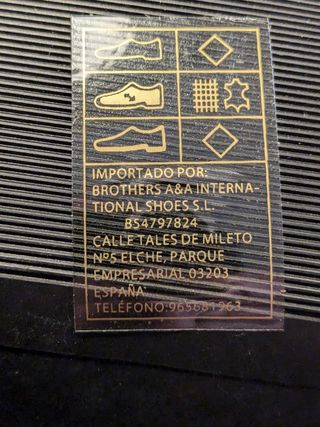 IMPORTADO POR:
BROTHERS A&A INTERNA-
TIONAL SHOES S.L.
B54797824
CALLE TALES DE MILETO
Nº5 ELCHE, PARQUE
EMPRESARIAL 03203
ESPAÑA
TELÉFONO:965681963